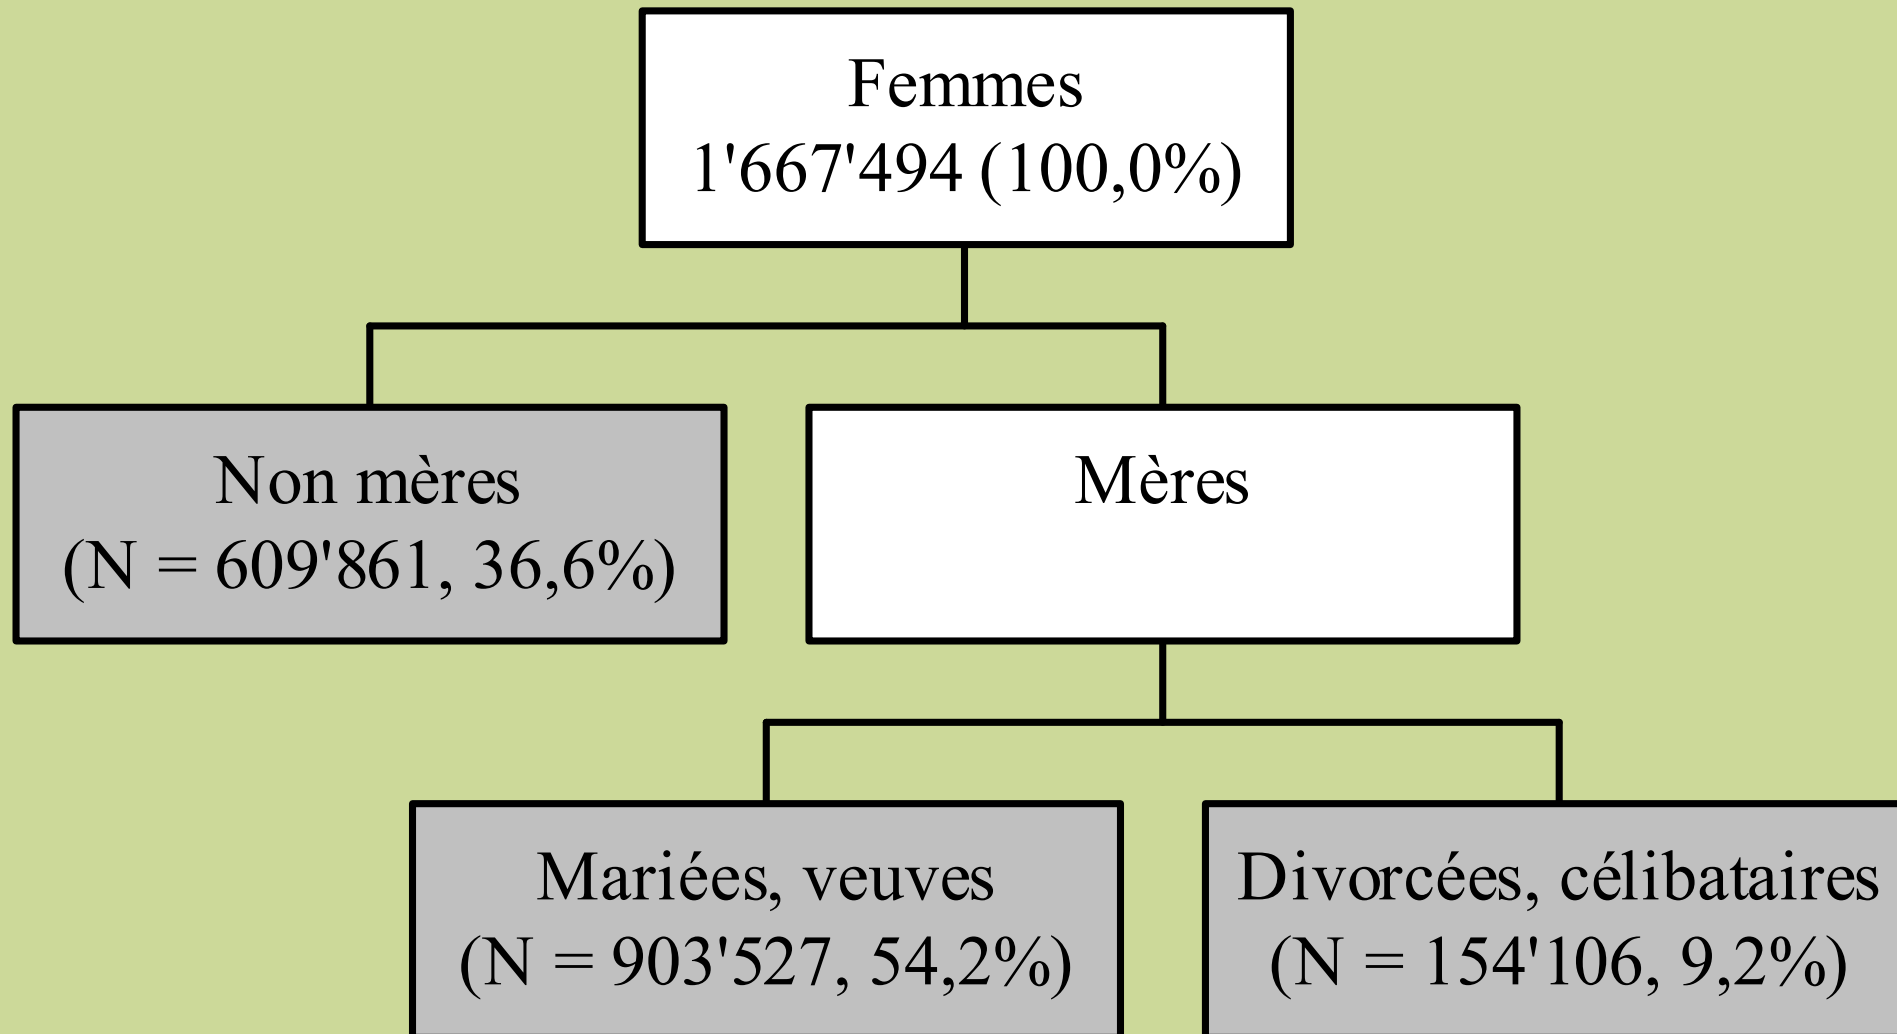 Femmes
1'667'494 (100,0%)
Non mères
(N = 609'861, 36,6%)
Mères
Mariées, veuves
(N = 903'527, 54,2%)
Divorcées, célibataires
(N = 154'106, 9,2%)